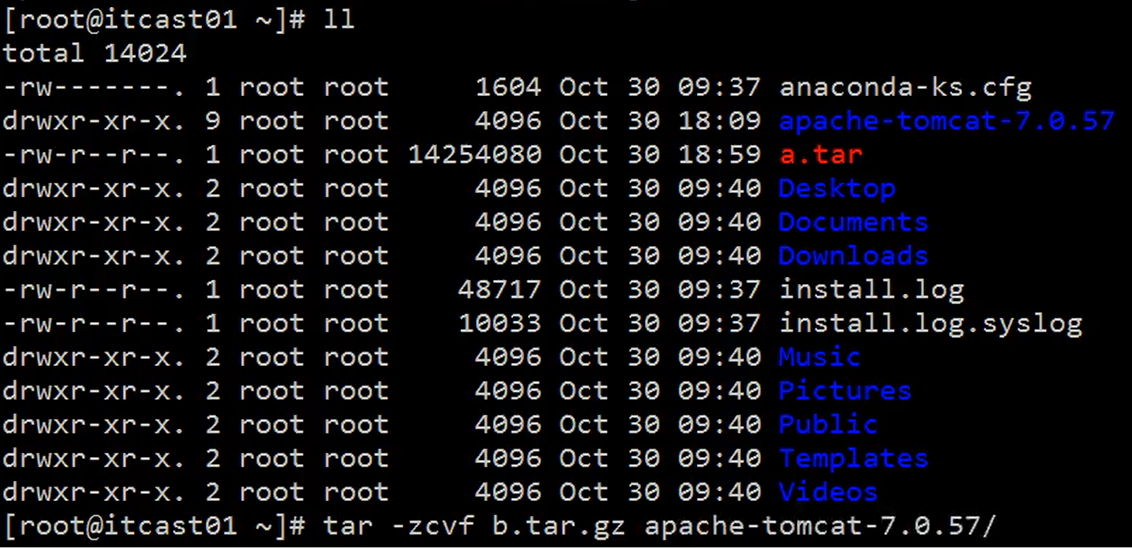 [root@itcast01 ~]# ll
total 14024
-rw-------. 1 root root     1604 Oct 30 09:37 anaconda-ks.cfg
drwxr-xr-x. 9 root root     4096 Oct 30 18:09 apache-tomcat-7.0.57
-rw-r--r--. 1 root root 14254080 Oct 30 18:59 a.tar
drwxr-xr-x. 2 root root     4096 Oct 30 09:40 Desktop
drwxr-xr-x. 2 root root     4096 Oct 30 09:40 Documents
drwxr-xr-x. 2 root root     4096 Oct 30 09:40 Downloads
-rw-r--r--. 1 root root    48717 Oct 30 09:37 install.log
-rw-r--r--. 1 root root    10033 Oct 30 09:37 install.log.syslog
drwxr-xr-x. 2 root root     4096 Oct 30 09:40 Music
drwxr-xr-x. 2 root root     4096 Oct 30 09:40 Pictures
drwxr-xr-x. 2 root root     4096 Oct 30 09:40 Public
drwxr-xr-x. 2 root root     4096 Oct 30 09:40 Templates
drwxr-xr-x. 2 root root     4096 Oct 30 09:40 Videos
[root@itcast01 ~]# tar -zcvf b.tar.gz apache-tomcat-7.0.57/